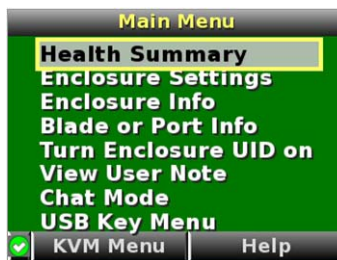 Main Menu
Health Summary
Enclosure Settings
Enclosure Info
Blade or Port Info
Turn Enclosure UID on
View User Note
Chat Mode
USB Key Menu
KVM Menu Help